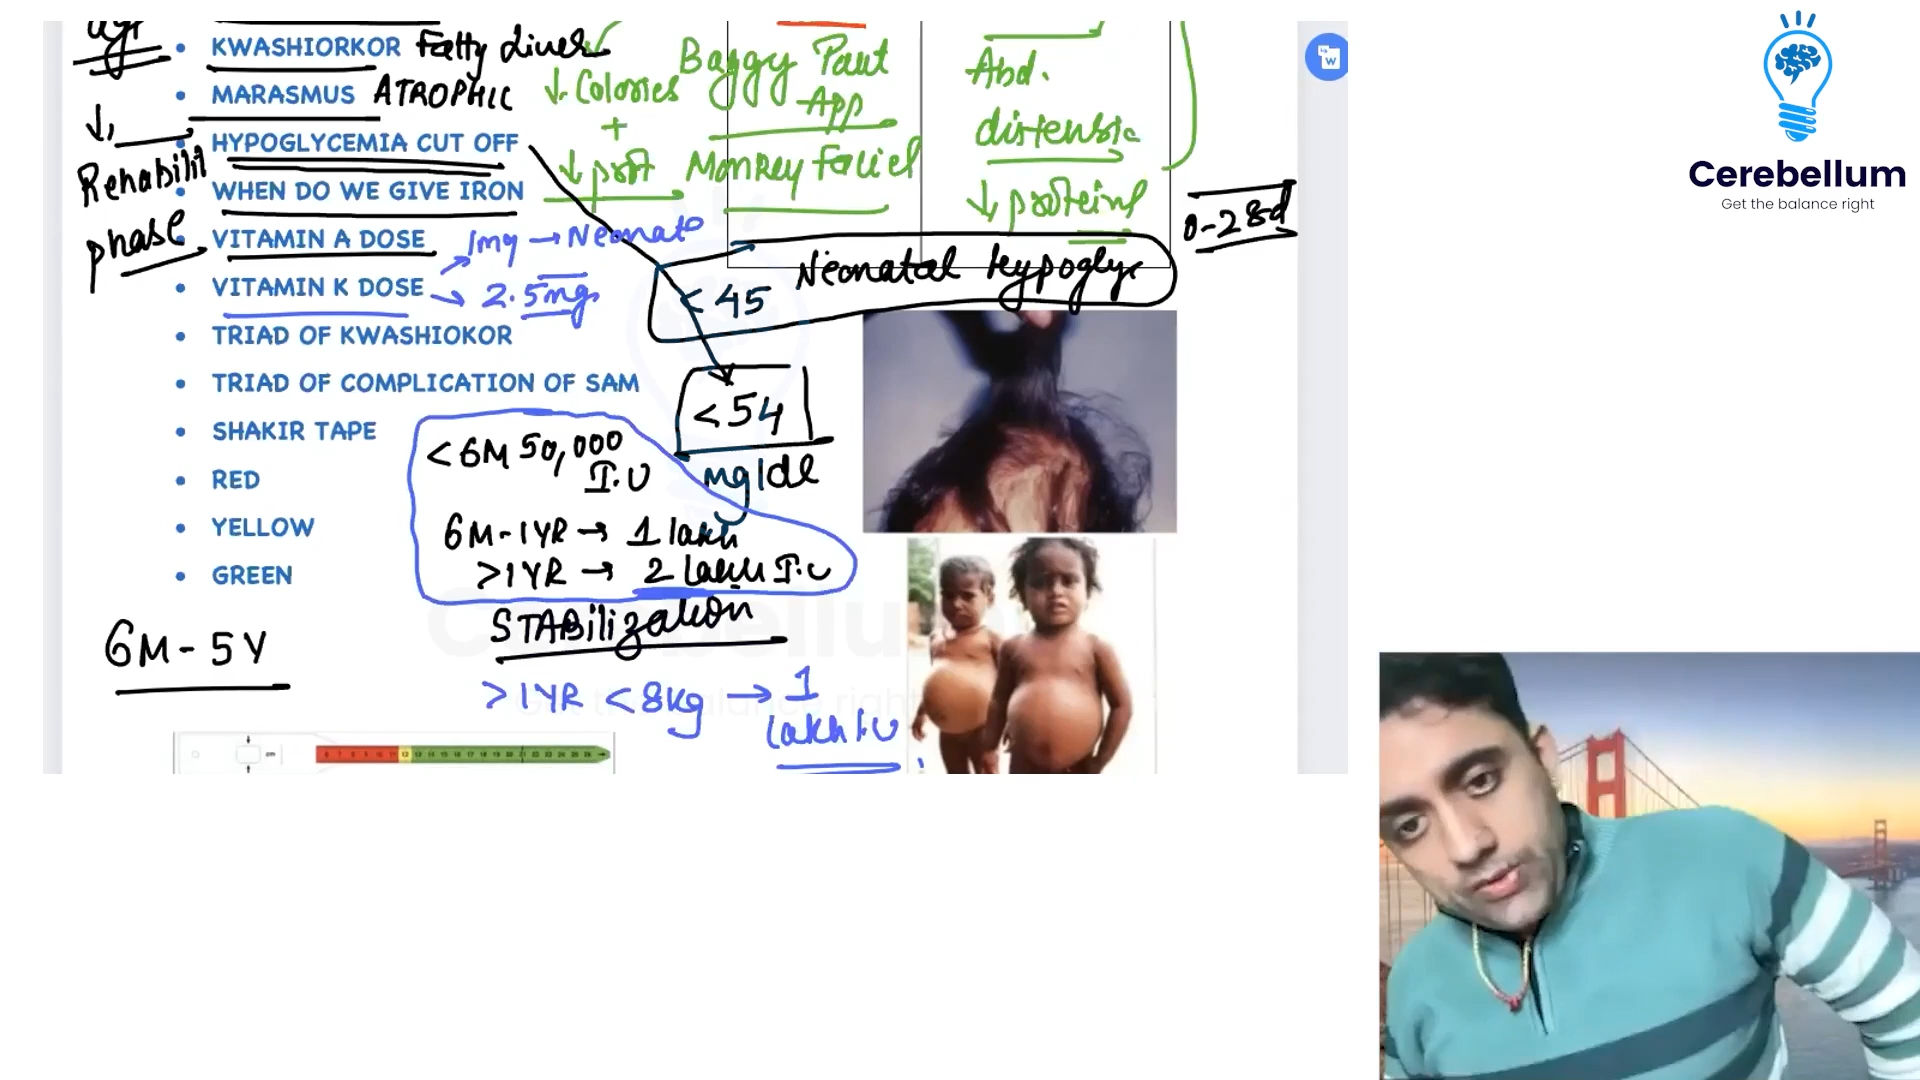 KWASHIORKOR Fatty Liver
MARASMUS ATROPHIC
HYPOGLYCEMIA CUT OFF
WHEN DO WE GIVE IRON
VITAMIN A DOSE
VITAMIN K DOSE
1mg → Neonate
→ 2.5mg
TRIAD OF KWASHIOKOR
TRIAD OF COMPLICATION OF SAM
SHAKIR TAPE
RED
YELLOW
GREEN
↓
Rehabilit
phase
6M - 5Y
↓ Calories
+
↓ prot
Baggy Pant
App
Monkey Facies
Abd.
distensio
↓ proteins
0-28d
Neonatal hypoglyc
< 45
< 54
mg/dl
< 6M 50,000
I.U
6M - 1YR → 1 lakh
> 1YR → 2 lakh I.U
STABilization
> 1YR < 8kg → 1
lakh I.U
cm
W
Cerebellum
Get the balance right